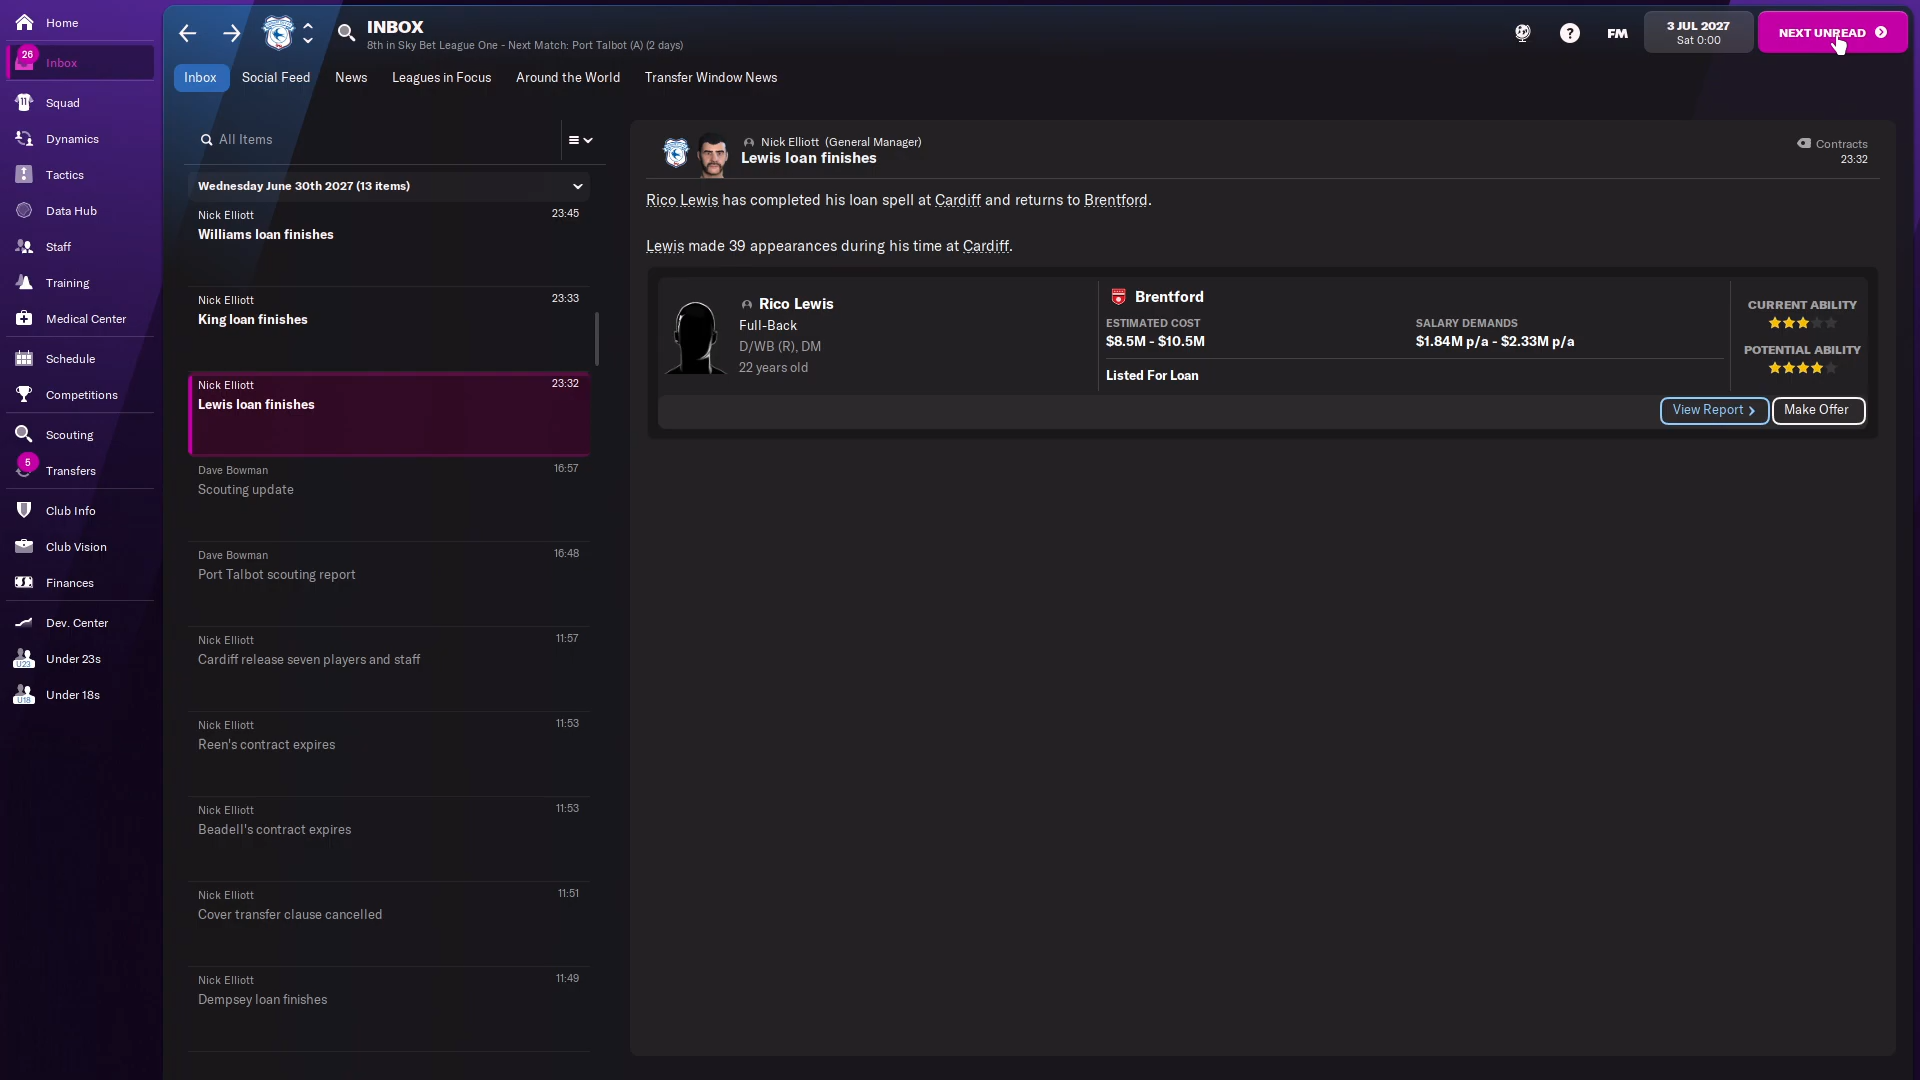 Home
26
Inbox
Squad
Dynamics
Tactics
Data Hub
Staff
Training
Medical Center
Schedule
Competitions
Scouting
5
Transfers
Club Info
Club Vision
Finances
Dev. Center
U23
Under 23s
U18
Under 18s
INBOX
8th in Sky Bet League One - Next Match: Port Talbot (A) (2 days)
FM
3 JUL 2027
Sat 0:00
NEXT UNREAD
Inbox
Social Feed
News
Leagues in Focus
Around the World
Transfer Window News
All Items
Wednesday June 30th 2027 (13 items)
Nick Elliott 23:45
Williams loan finishes
Nick Elliott 23:33
King loan finishes
Nick Elliott 23:32
Lewis loan finishes
Dave Bowman 16:57
Scouting update
Dave Bowman 16:48
Port Talbot scouting report
Nick Elliott 11:57
Cardiff release seven players and staff
Nick Elliott 11:53
Reen's contract expires
Nick Elliott 11:53
Beadell's contract expires
Nick Elliott 11:51
Cover transfer clause cancelled
Nick Elliott 11:49
Dempsey loan finishes
Nick Elliott (General Manager)
Lewis loan finishes
Contracts
23:32
Rico Lewis has completed his loan spell at Cardiff and returns to Brentford.
Lewis made 39 appearances during his time at Cardiff.
Rico Lewis
Full-Back
D/WB (R), DM
22 years old
Brentford
ESTIMATED COST
$8.5M - $10.5M
SALARY DEMANDS
$1.84M p/a - $2.33M p/a
Listed For Loan
CURRENT ABILITY
POTENTIAL ABILITY
View Report
Make Offer